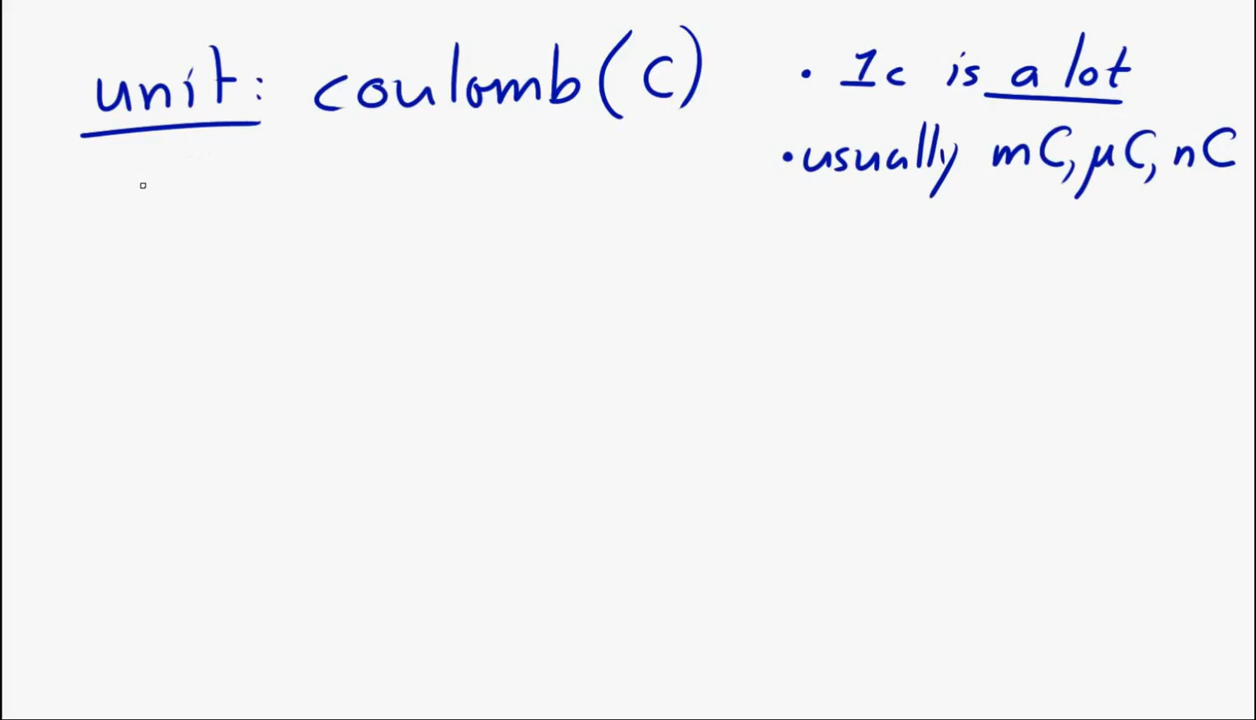 unit: coulomb (C)
• 1c is a lot
• usually mC, μC, nC